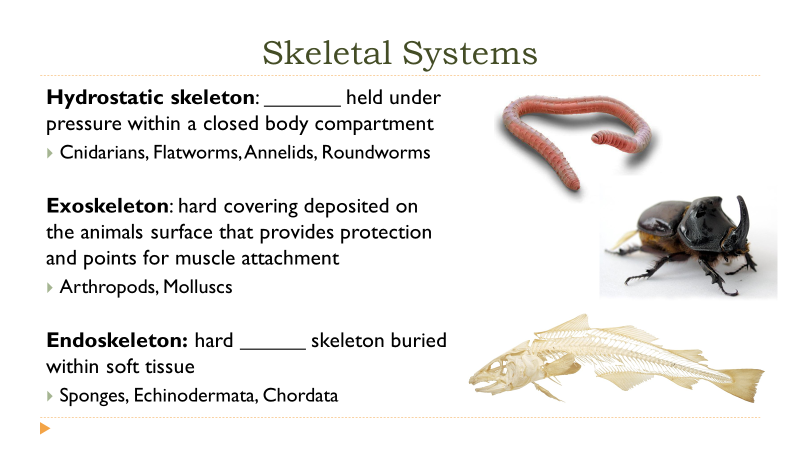 Skeletal Systems
Hydrostatic skeleton: _______ held under
pressure within a closed body compartment
Cnidarians, Flatworms, Annelids, Roundworms
Exoskeleton: hard covering deposited on
the animals surface that provides protection
and points for muscle attachment
Arthropods, Molluscs
Endoskeleton: hard ______ skeleton buried
within soft tissue
Sponges, Echinodermata, Chordata